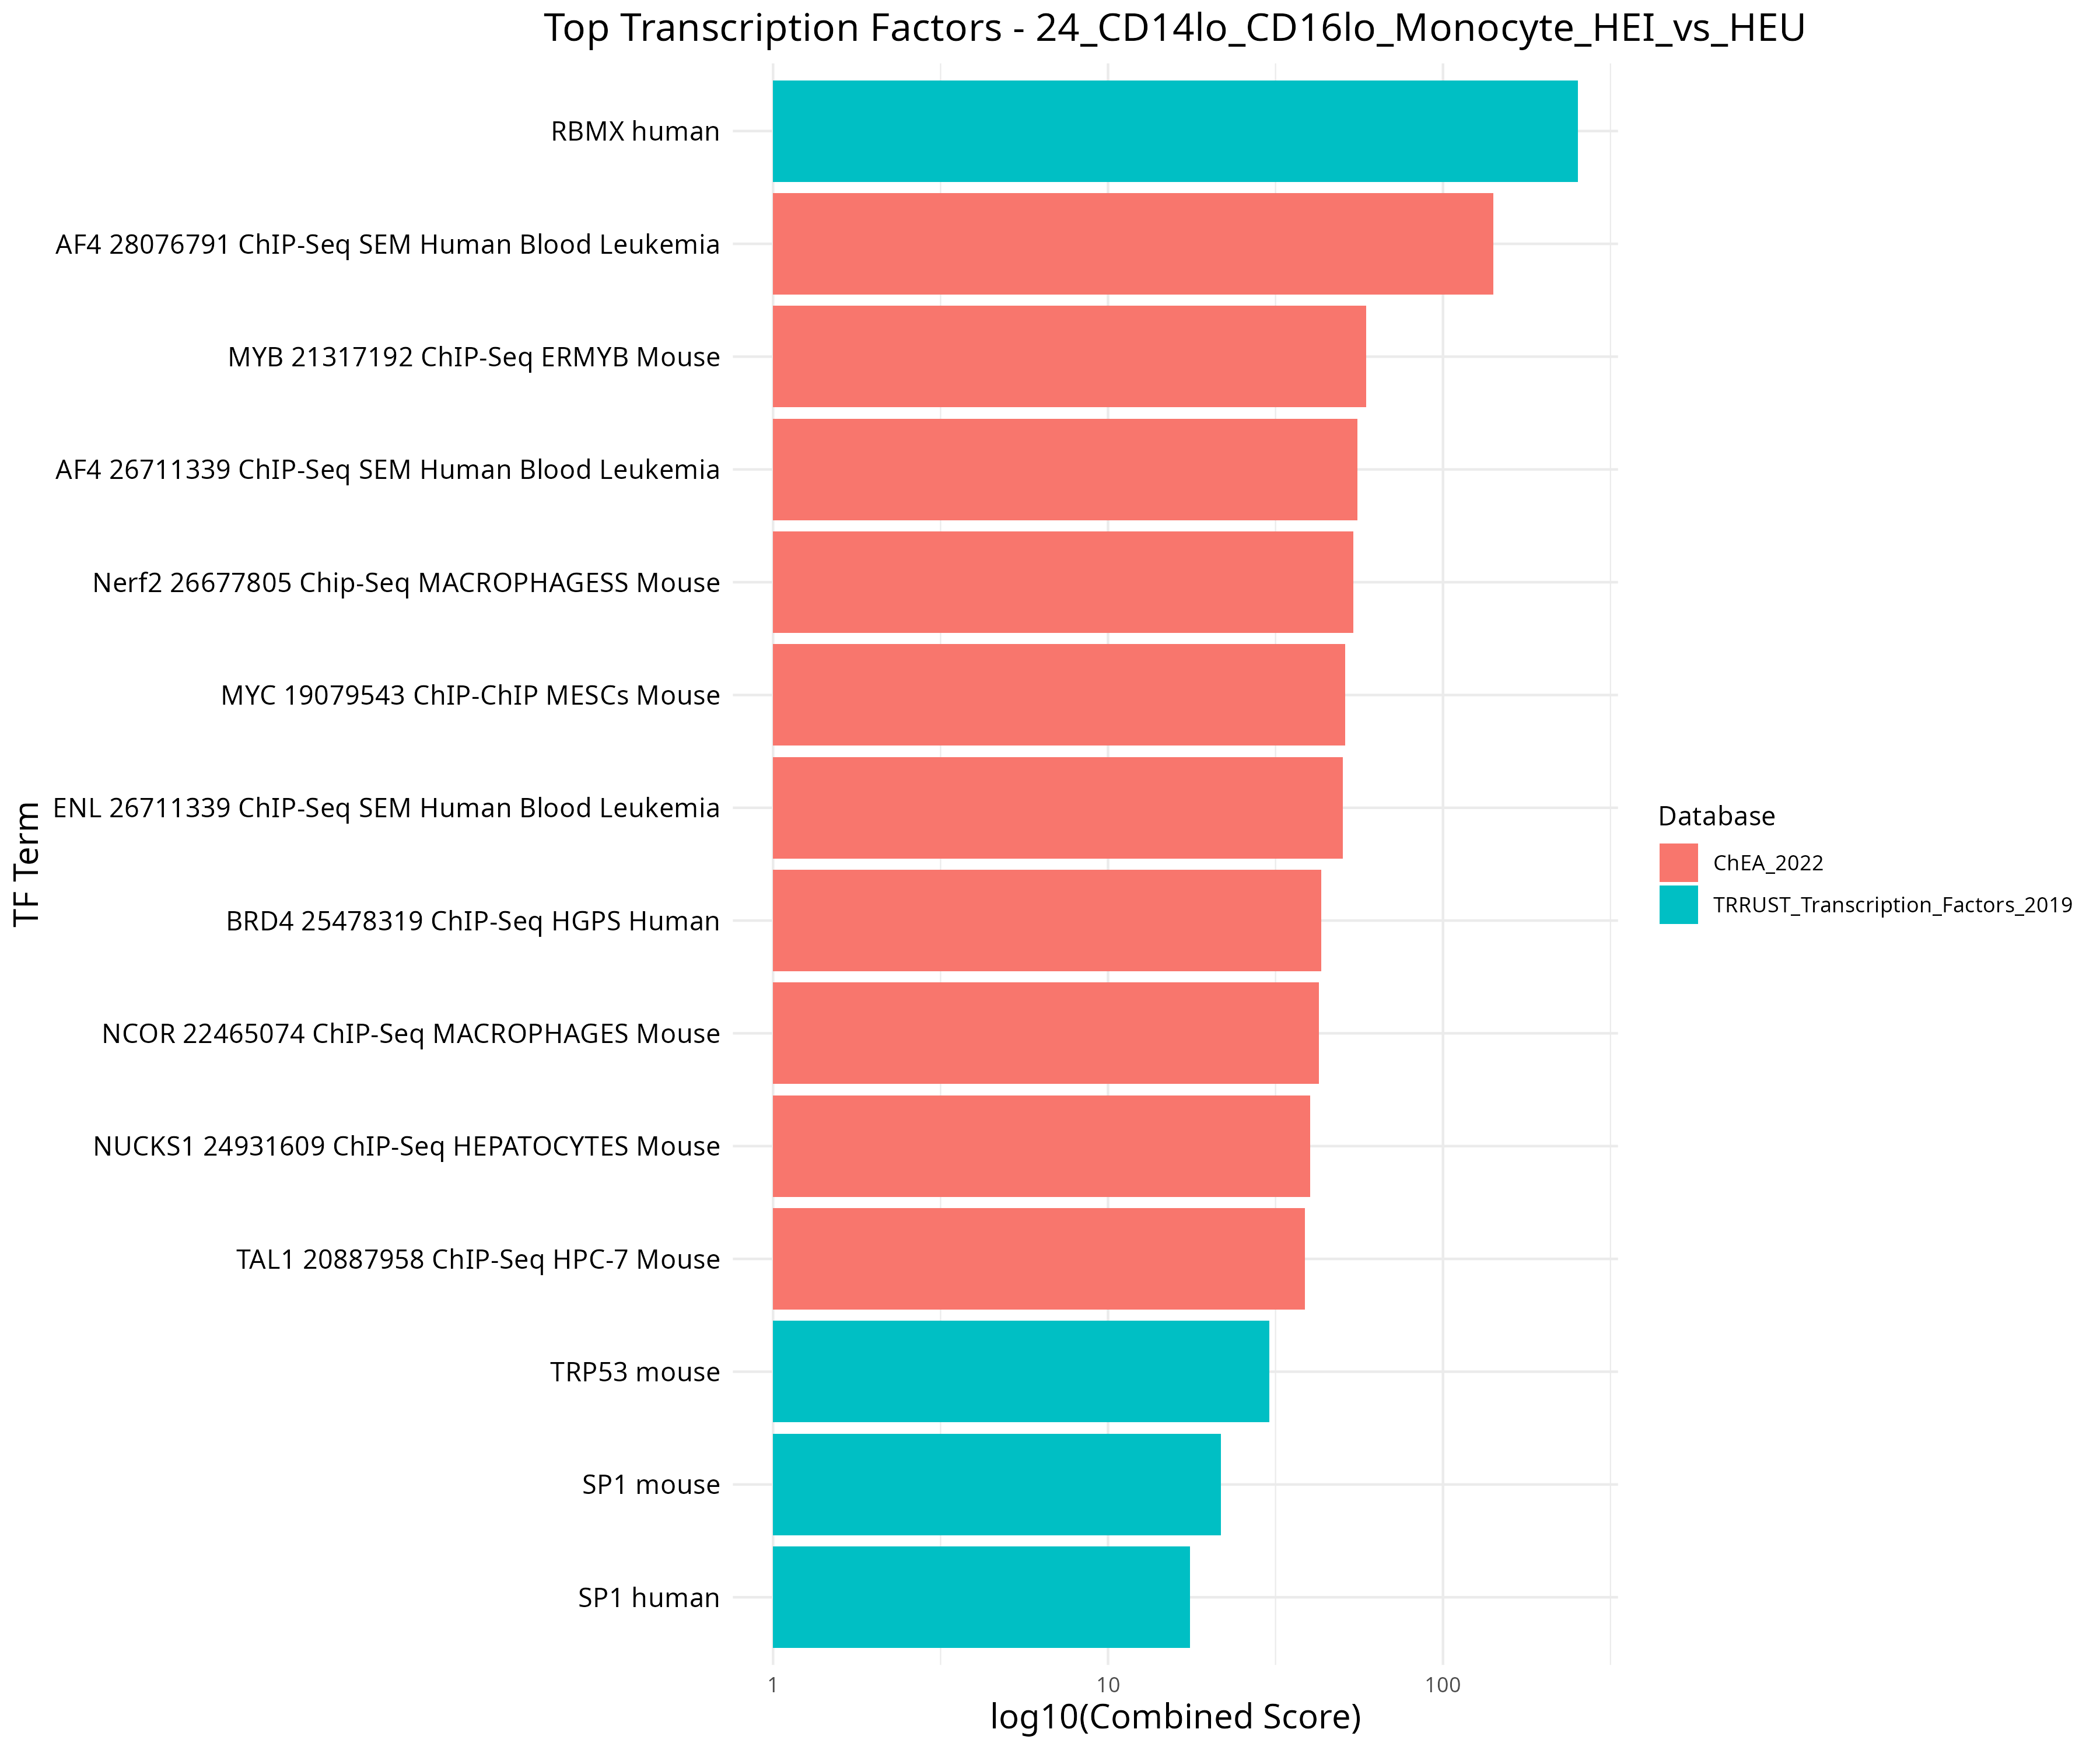 Top Transcription Factors - 24_CD14lo_CD16lo_Monocyte_HEI_vs_HEU
RBMX human
AF4 28076791 ChIP-Seq SEM Human Blood Leukemia
MYB 21317192 ChIP-Seq ERMYB Mouse
AF4 26711339 ChIP-Seq SEM Human Blood Leukemia
Nerf2 26677805 Chip-Seq MACROPHAGESS Mouse
MYC 19079543 ChIP-ChIP MESCs Mouse
ENL 26711339 ChIP-Seq SEM Human Blood Leukemia
BRD4 25478319 ChIP-Seq HGPS Human
NCOR 22465074 ChIP-Seq MACROPHAGES Mouse
NUCKS1 24931609 ChIP-Seq HEPATOCYTES Mouse
TAL1 20887958 ChIP-Seq HPC-7 Mouse
TRP53 mouse
SP1 mouse
SP1 human
TF Term
1
10
100
log10(Combined Score)
Database
ChEA_2022
TRRUST_Transcription_Factors_2019